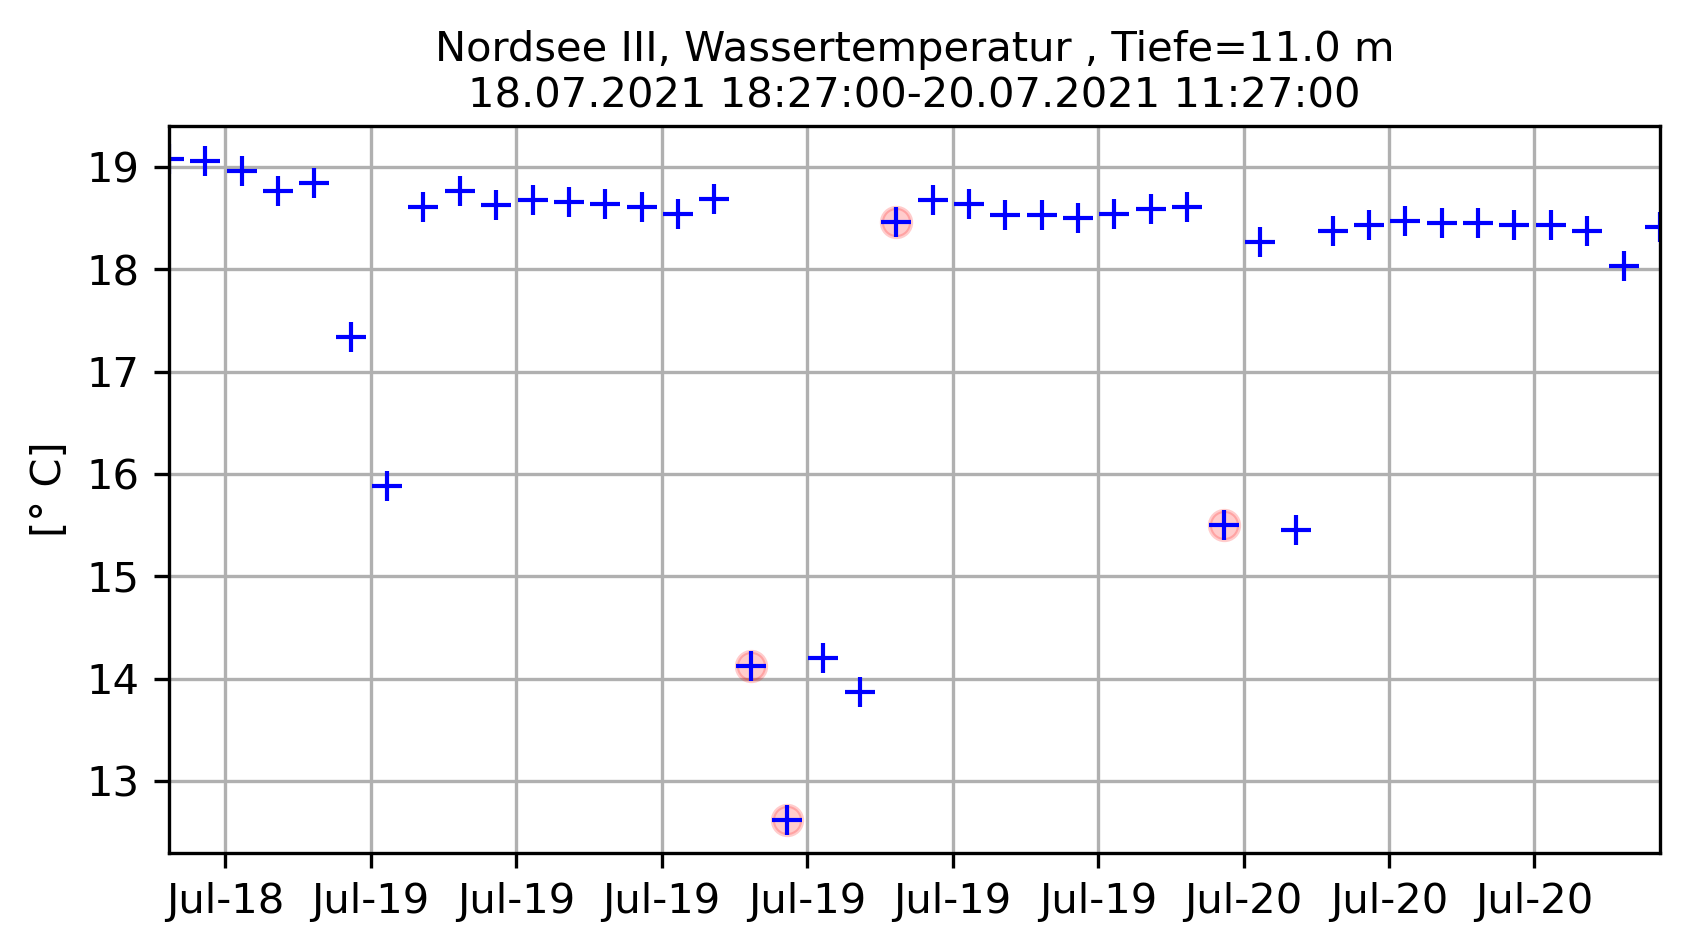 Nordsee III, Wassertemperatur , Tiefe=11.0 m
18.07.2021 18:27:00-20.07.2021 11:27:00
19
18
17
16
15
14
13
[° C]
Jul-18 Jul-19 Jul-19 Jul-19 Jul-19 Jul-19 Jul-19 Jul-20 Jul-20 Jul-20